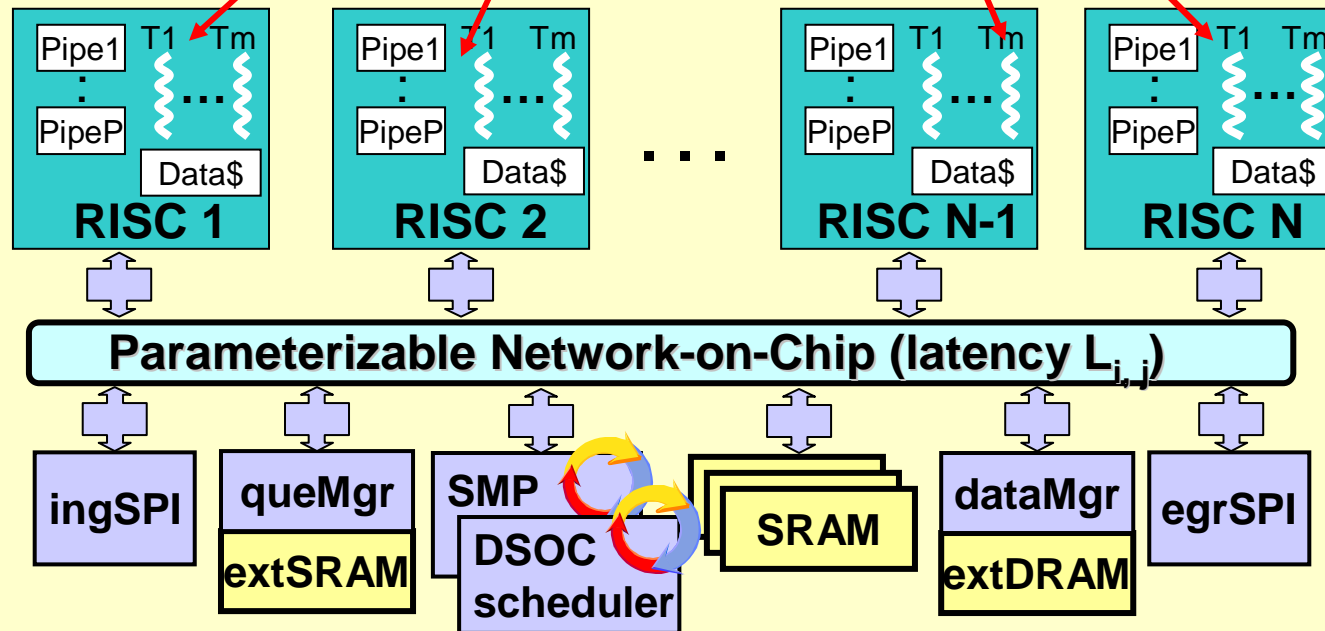 Pipe1 T1 Tm
:
PipeP
...
Data$
RISC 1
Pipe1 T1 Tm
:
PipeP
...
Data$
RISC 2
. . .
Pipe1 T1 Tm
:
PipeP
...
Data$
RISC N-1
Pipe1 T1 Tm
:
PipeP
...
Data$
RISC N
Parameterizable Network-on-Chip (latency Li, j)
ingSPI
queMgr
extSRAM
SMP
DSOC
scheduler
SRAM
dataMgr
extDRAM
egrSPI